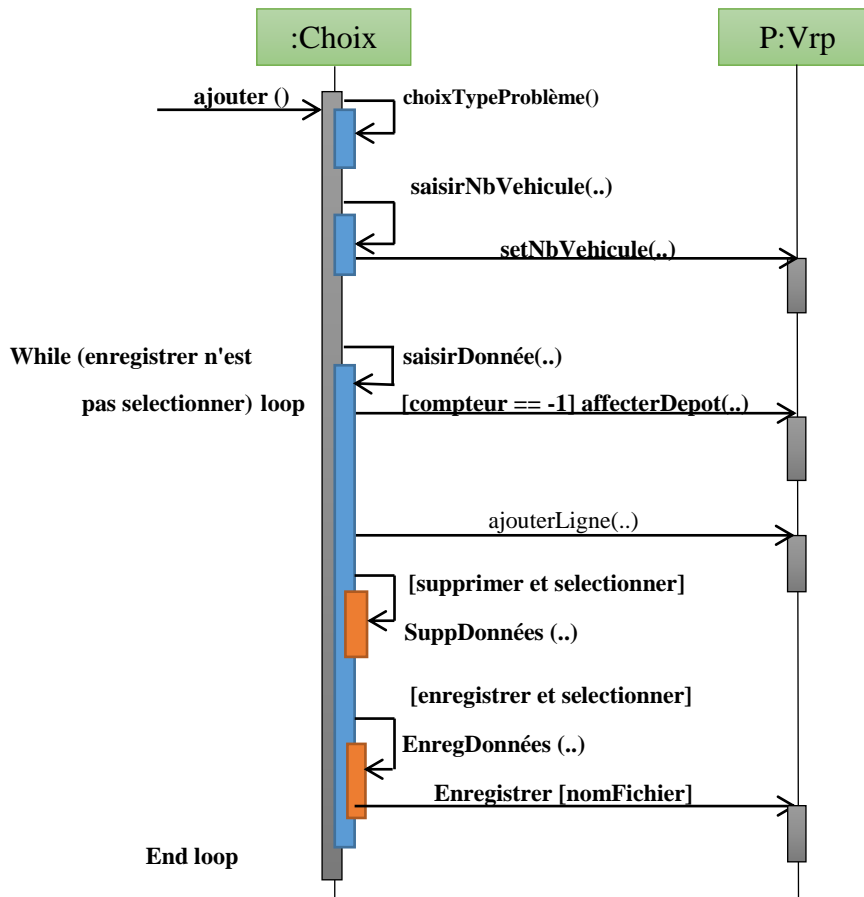 :Choix
P:Vrp
ajouter ()
choixTypeProblème()
saisirNbVehicule(..)
setNbVehicule(..)
While (enregistrer n'est
pas selectionner) loop
saisirDonnée(..)
[compteur == -1] affecterDepot(..)
ajouterLigne(..)
[supprimer et selectionner]
SuppDonnées (..)
[enregistrer et selectionner]
EnregDonnées (..)
Enregistrer [nomFichier]
End loop